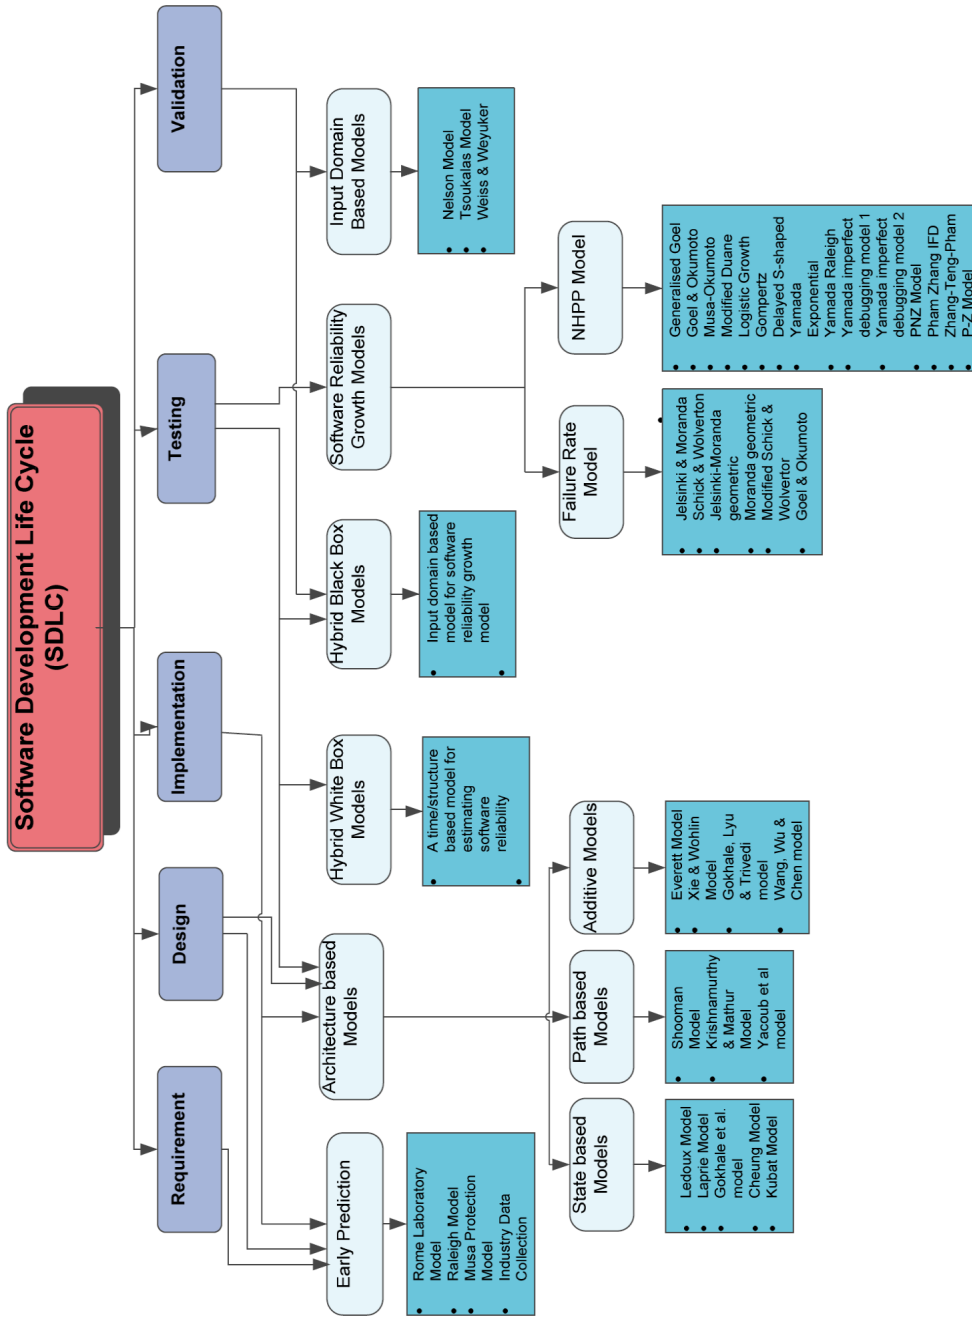 Software Development Life Cycle
(SDLC)
Requirement
Design
Implementation
Testing
Validation
Early Prediction
Architecture based
Models
Hybrid White Box
Models
Hybrid Black Box
Models
Software Reliability
Growth Models
Input Domain
Based Models
Rome Laboratory
Model
Raleigh Model
Musa Protection
Model
Industry Data
Collection
A time/structure
based model for
estimating
software
reliability
Input domain based
model for software
reliability growth
model
Nelson Model
Tsoukalas Model
Weiss & Weyuker
State based
Models
Path based
Models
Additive Models
Failure Rate
Model
NHPP Model
Ledoux Model
Laprie Model
Gokhale et al.
model
Cheung Model
Kubat Model
Shooman
Model
Krishnamurthy
& Mathur
Model
Yacoub et al
model
Everett Model
Xie & Wohlin
Model
Gokhale, Lyu
& Trivedi
model
Wang, Wu &
Chen model
Jelsinki & Moranda
Schick & Wolverton
Jelsinki-Moranda
geometric
Moranda geometric
Modified Schick &
Wolvertor
Goel & Okumoto
Generalised Goel
Goel & Okumoto
Musa-Okumoto
Modified Duane
Logistic Growth
Gompertz
Delayed S-shaped
Yamada
Exponential
Yamada Raleigh
Yamada imperfect
debugging model 1
Yamada imperfect
debugging model 2
PNZ Model
Pham Zhang IFD
Zhang-Teng-Pham
P-Z Model